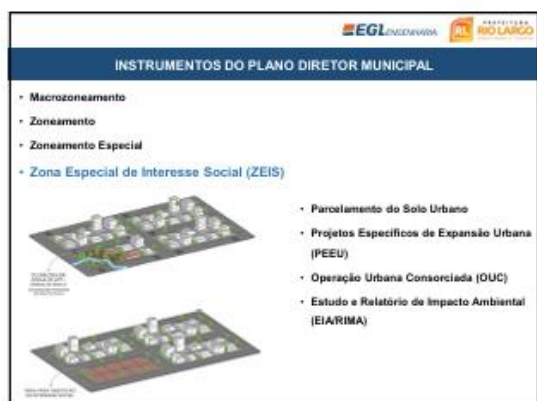 EGL ENGENHARIA
RL
PREFEITURA
RIO LARGO
INSTRUMENTOS DO PLANO DIRETOR MUNICIPAL
• Macrozoneamento
• Zoneamento
• Zoneamento Especial
• Zona Especial de Interesse Social (ZEIS)
• Parcelamento do Solo Urbano
• Projetos Específicos de Expansão Urbana
(PEEU)
• Operação Urbana Consorciada (OUC)
• Estudo e Relatório de Impacto Ambiental
(EIA/RIMA)